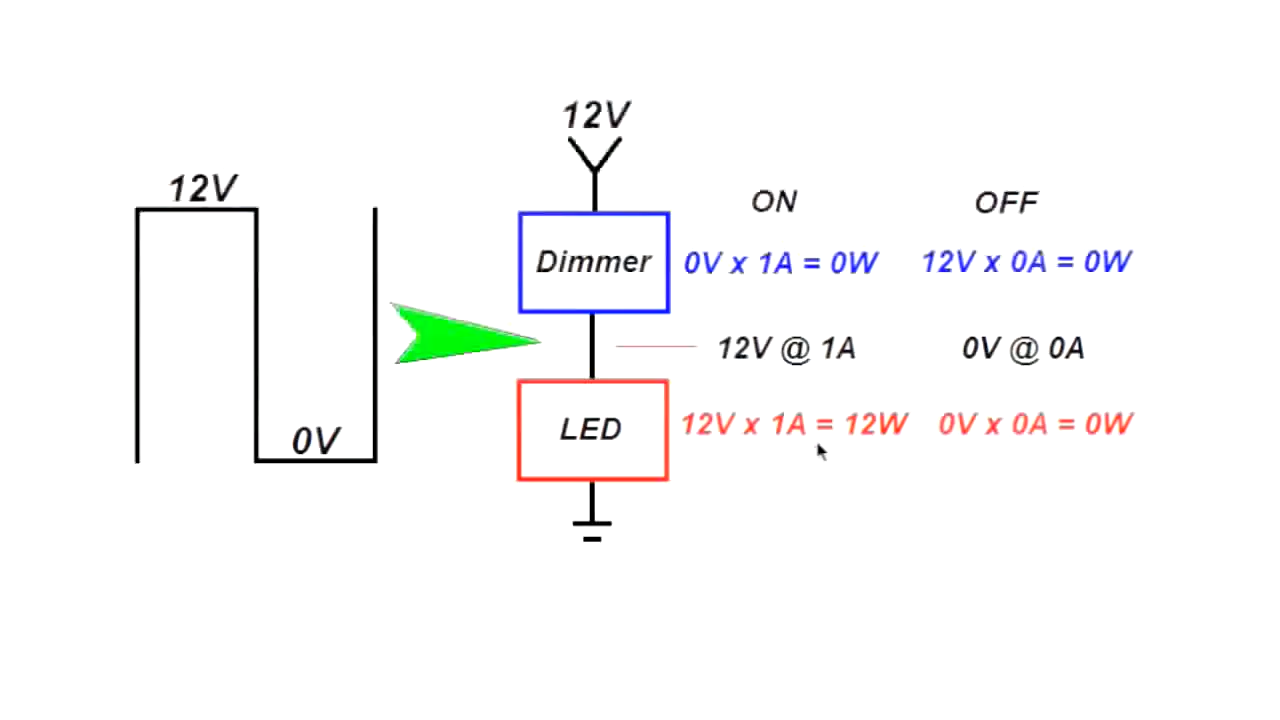 12V
12V
0V
Dimmer
LED
ON OFF
0V x 1A = 0W 12V x 0A = 0W
12V @ 1A 0V @ 0A
12V x 1A = 12W 0V x 0A = 0W